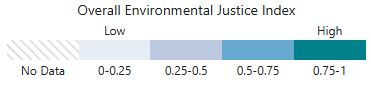 Overall Environmental Justice Index
Low High
No Data 0-0.25 0.25-0.5 0.5-0.75 0.75-1